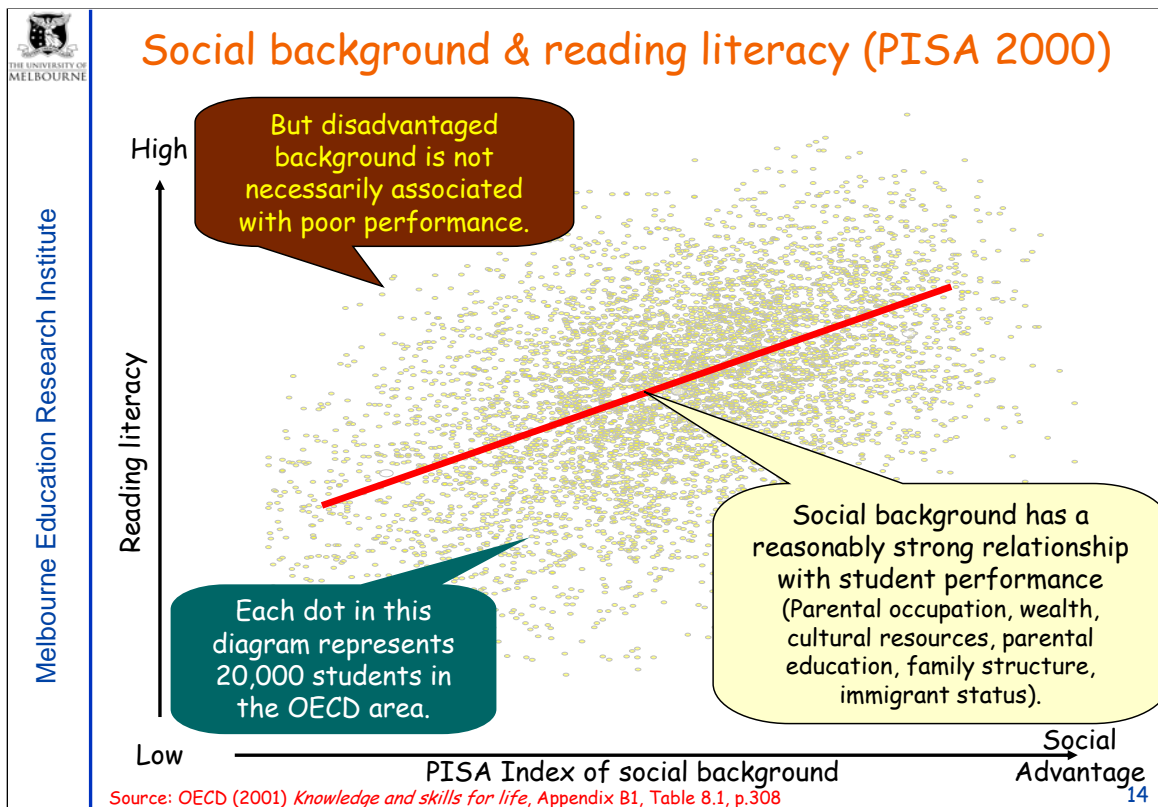 THE UNIVERSITY OF
MELBOURNE
Social background & reading literacy (PISA 2000)
Melbourne Education Research Institute
High
Reading literacy
Low
But disadvantaged
background is not
necessarily associated
with poor performance.
Each dot in this
diagram represents
20,000 students in
the OECD area.
Social background has a
reasonably strong relationship
with student performance
(Parental occupation, wealth,
cultural resources, parental
education, family structure,
immigrant status).
PISA Index of social background
Social
Advantage
Source: OECD (2001) Knowledge and skills for life, Appendix B1, Table 8.1, p.308
14